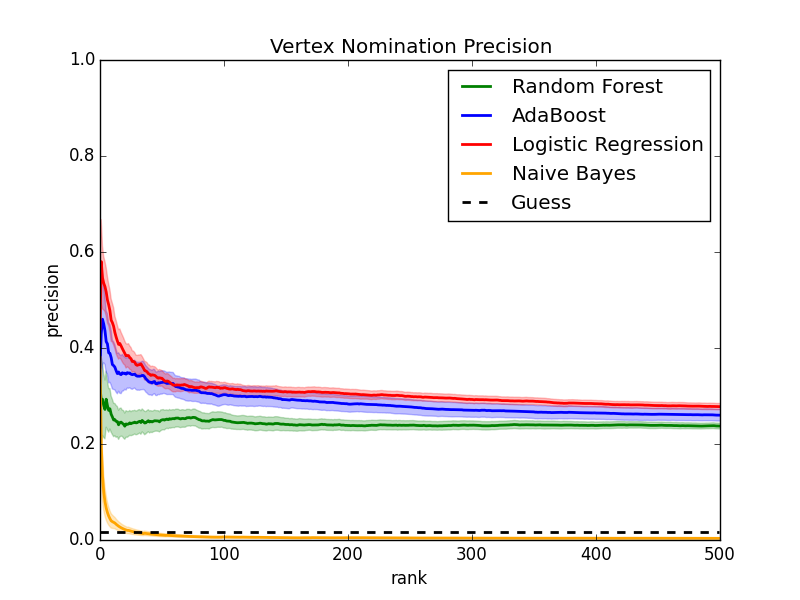 Vertex Nomination Precision
1.0
0.8
0.6
0.4
0.2
0.0
precision
Random Forest
AdaBoost
Logistic Regression
Naive Bayes
Guess
0 100 200 300 400 500
rank